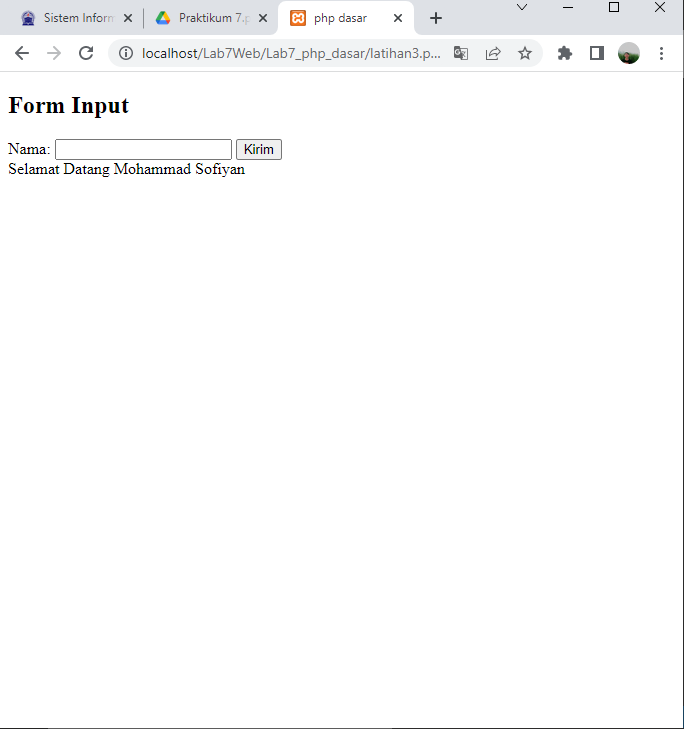 Sistem Inform
Praktikum 7.p
php dasar
localhost/Lab7Web/Lab7_php_dasar/latihan3.p...
Form Input
Nama: Kirim
Selamat Datang Mohammad Sofiyan